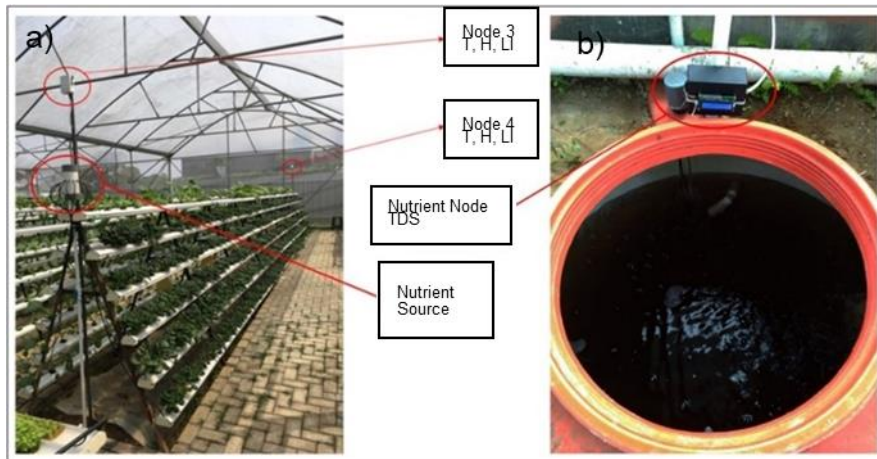 a)
Node 3
T, H, LI
b)
Node 4
T, H, LI
Nutrient Node
TDS
Nutrient
Source